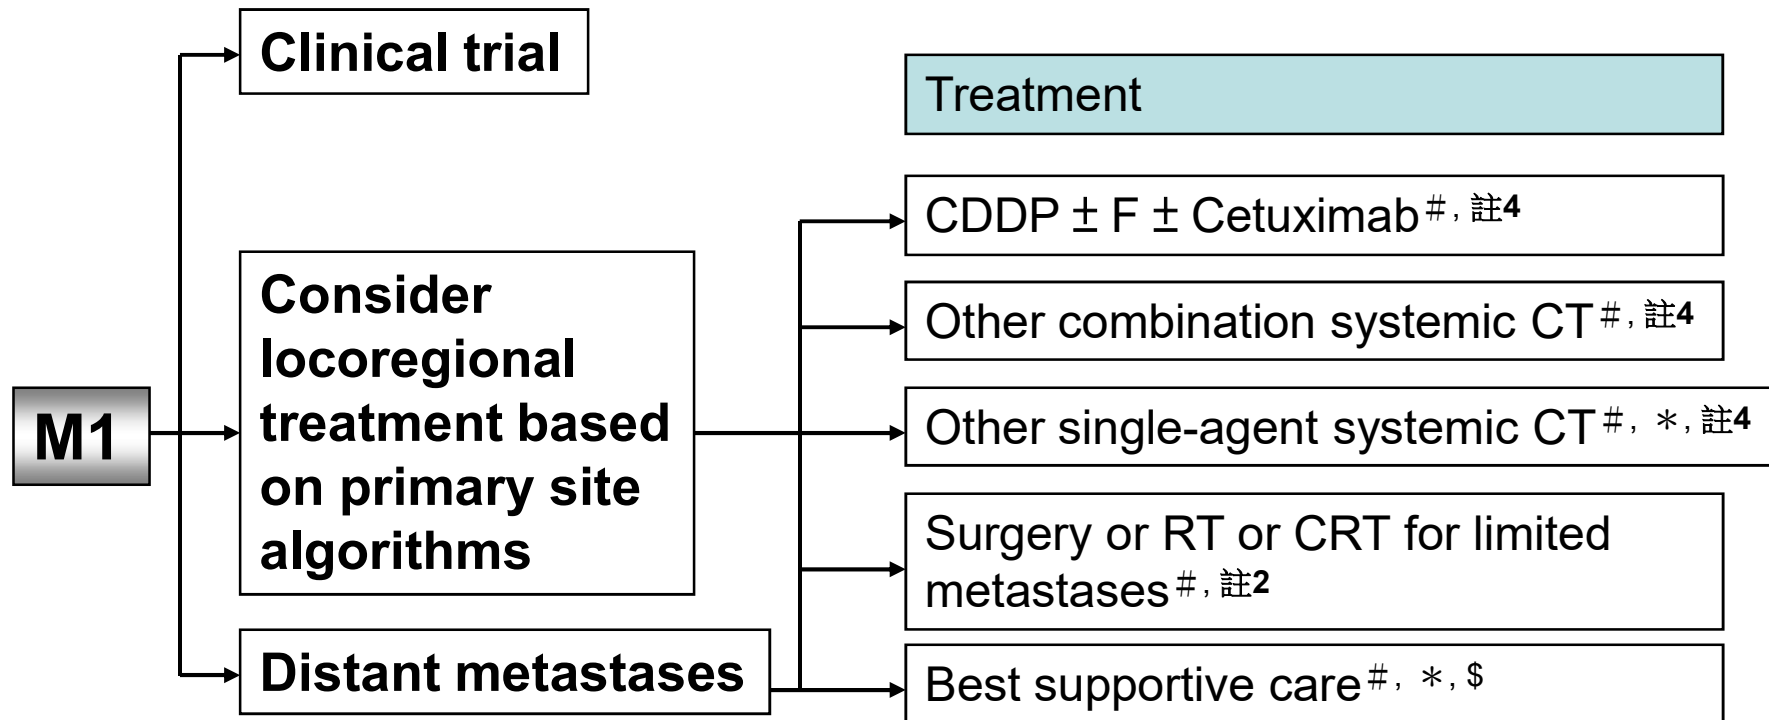 Clinical trial
Treatment
CDDP ± F ± Cetuximab #, 註4
Consider
locoregional
treatment based
on primary site
algorithms
Other combination systemic CT #, 註4
M1
Other single-agent systemic CT #, *, 註4
Surgery or RT or CRT for limited
metastases #, 註2
Distant metastases
Best supportive care #, *, $